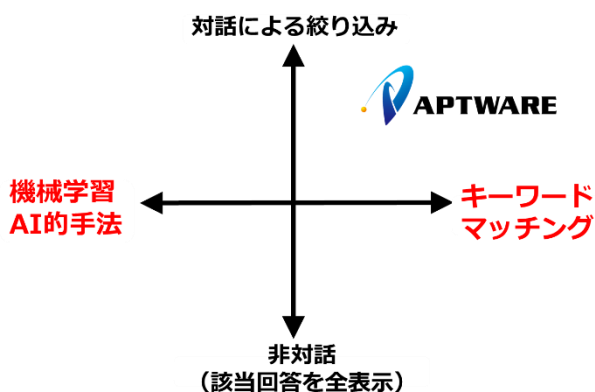 対話による絞り込み
APTWARE
機械学習
AI的手法
キーワード
マッチング
非対話
（該当回答を全表示）